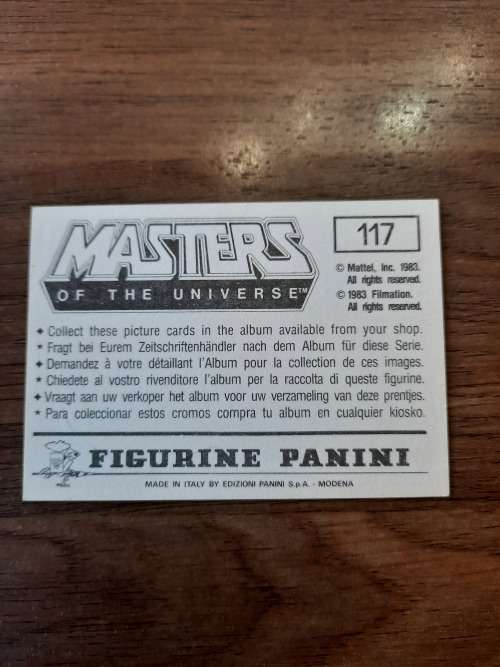 MASTERS
OF THE UNIVERSE™
117
© Mattel, Inc. 1983.
All rights reserved.
© 1983 Filmation.
All rights reserved.
✦ Collect these picture cards in the album available from your shop.
★ Fragt bei Eurem Zeitschriftenhändler nach dem Album für diese Serie.
✦ Demandez à votre détaillant l'Album pour la collection de ces images.
★ Chiedete al vostro rivenditore l'album per la raccolta di queste figurine.
✦ Vraagt aan uw verkoper het album voor uw verzameling van deze prentjes.
★ Para coleccionar estos cromos compra tu album en cualquier kiosko.
FIGURINE PANINI
MADE IN ITALY BY EDIZIONI PANINI S.p.A. - MODENA